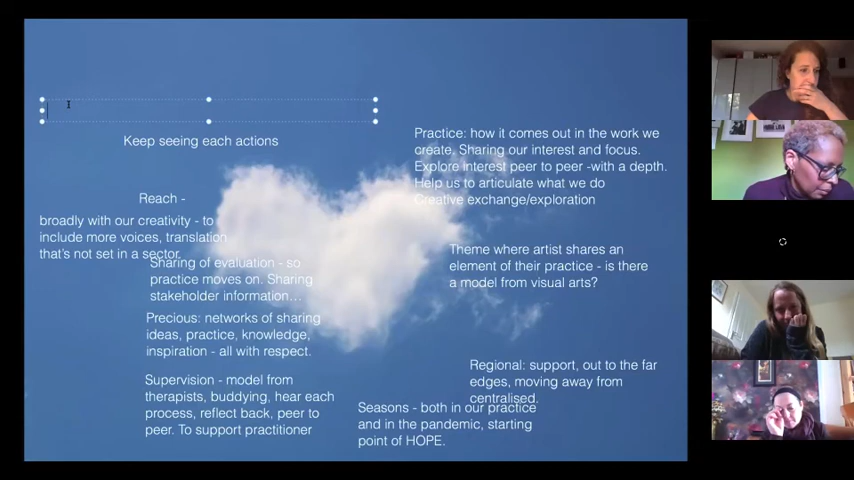 Keep seeing each actions
Practice: how it comes out in the work we
create. Sharing our interest and focus.
Explore interest peer to peer -with a depth.
Help us to articulate what we do
Creative exchange/exploration
Reach -
broadly with our creativity - to
include more voices, translation
that's not set in a sector.
Sharing of evaluation - so
practice moves on. Sharing
stakeholder information...
Theme where artist shares an
element of their practice - is there
a model from visual arts?
Precious: networks of sharing
ideas, practice, knowledge,
inspiration - all with respect.
Regional: support, out to the far
edges, moving away from
centralised.
Supervision - model from
therapists, buddying, hear each
process, reflect back, peer to
peer. To support practitioner
Seasons - both in our practice
and in the pandemic, starting
point of HOPE.